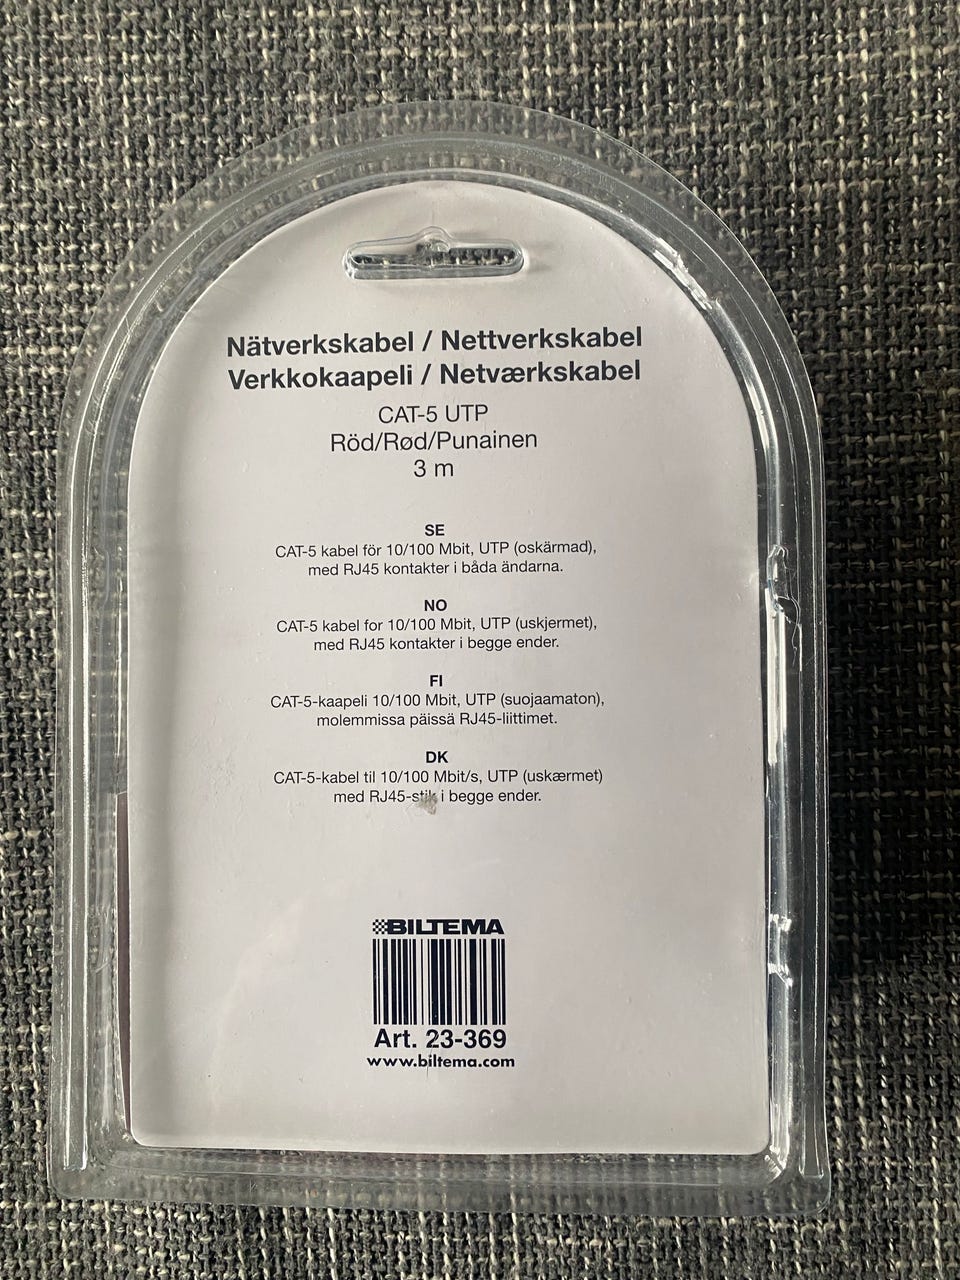 Nätverkskabel / Nettverkskabel
Verkkokaapeli / Netværkskabel
CAT-5 UTP
Röd/Rød/Punainen
3 m
SE
CAT-5 kabel för 10/100 Mbit, UTP (oskärmad),
med RJ45 kontakter i båda ändarna.
NO
CAT-5 kabel for 10/100 Mbit, UTP (uskjermet),
med RJ45 kontakter i begge ender.
FI
CAT-5-kaapeli 10/100 Mbit, UTP (suojaamaton),
molemmissa päissä RJ45-liittimet.
DK
CAT-5-kabel til 10/100 Mbit/s, UTP (uskærmet)
med RJ45-stik i begge ender.
BILTEMA
Art. 23-369
www.biltema.com